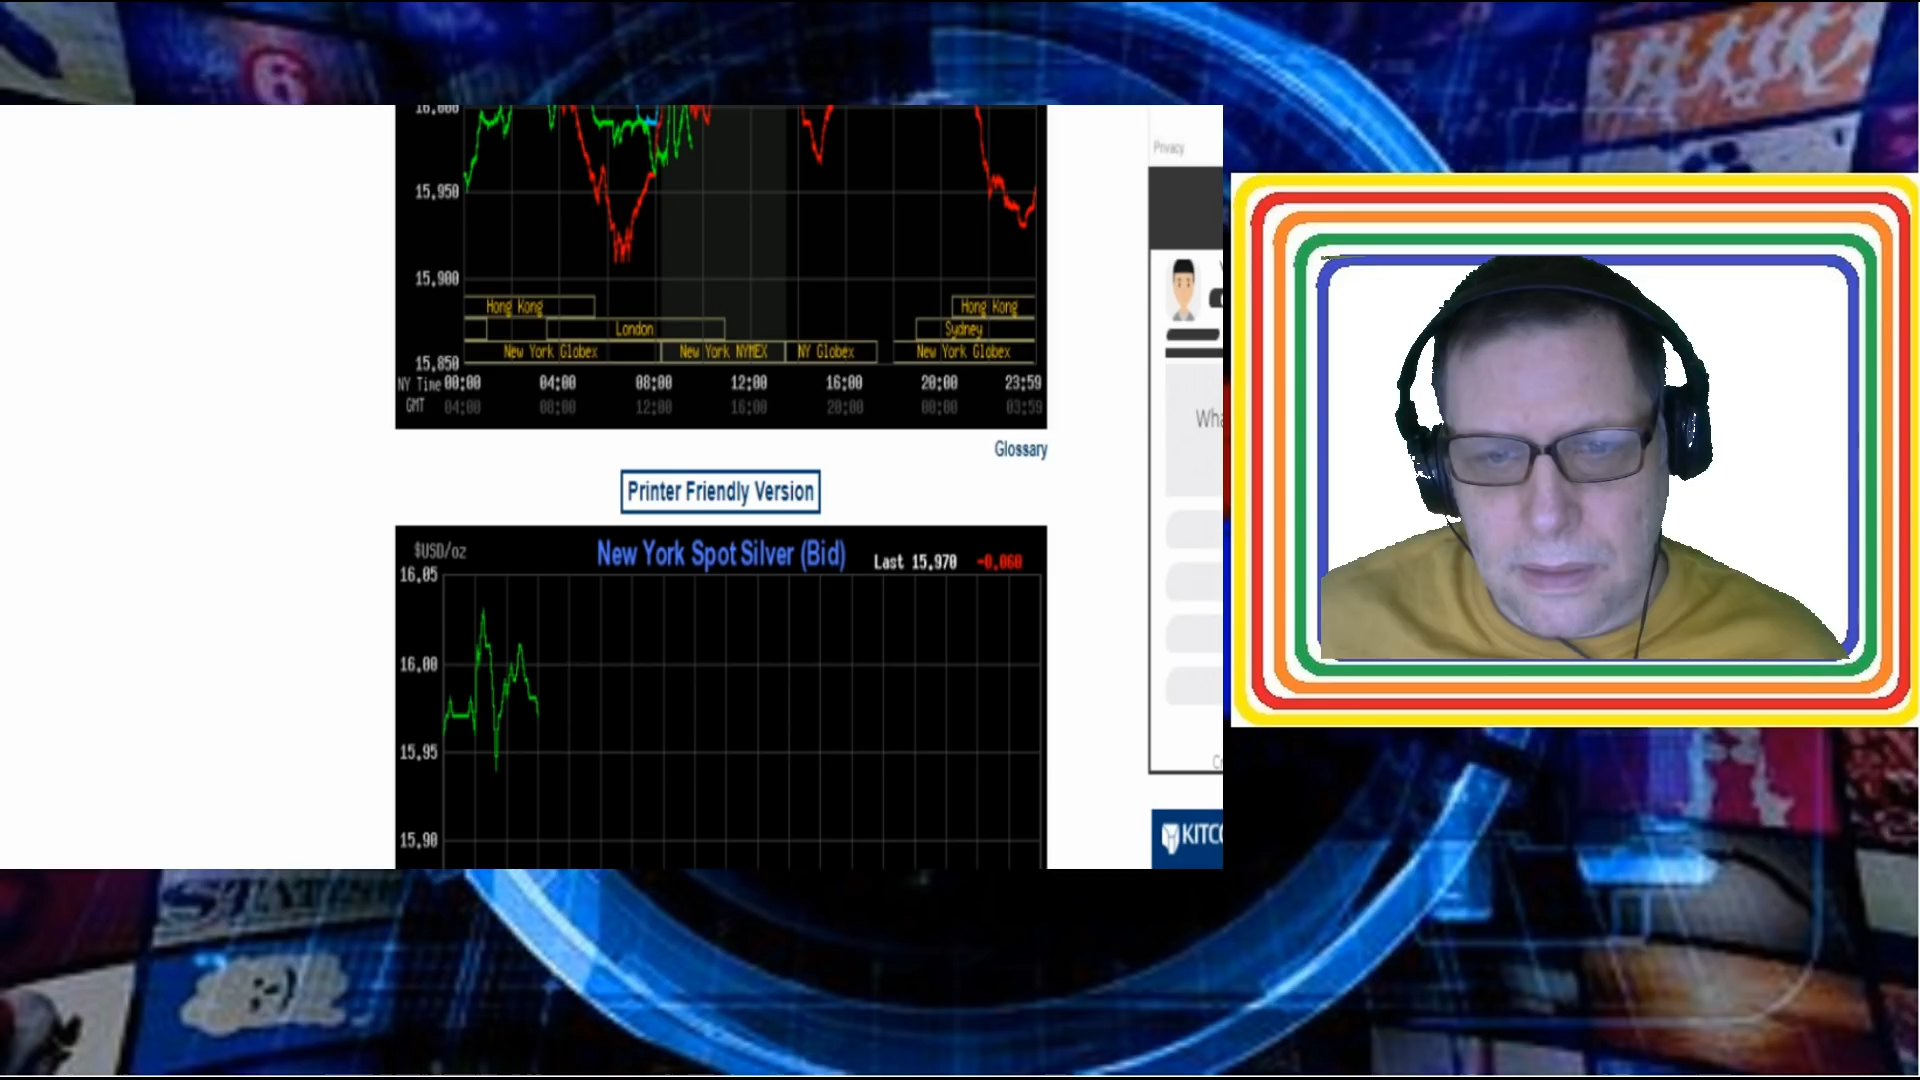 6
16,000
Privacy
15,950
15,900
Hong Kong
Hong Kong
London
Sydney
New York Globex
New York NYMEX
NY Globex
New York Globex
15,850
NY Time 00:00 04:00 08:00 12:00 16:00 20:00 23:59
GMT 04:00 08:00 12:00 16:00 20:00 00:00 03:59
Glossary
Printer Friendly Version
$USD/oz
New York Spot Silver (Bid)
Last 15,970 -0,060
16,05
16,00
15,95
15,90